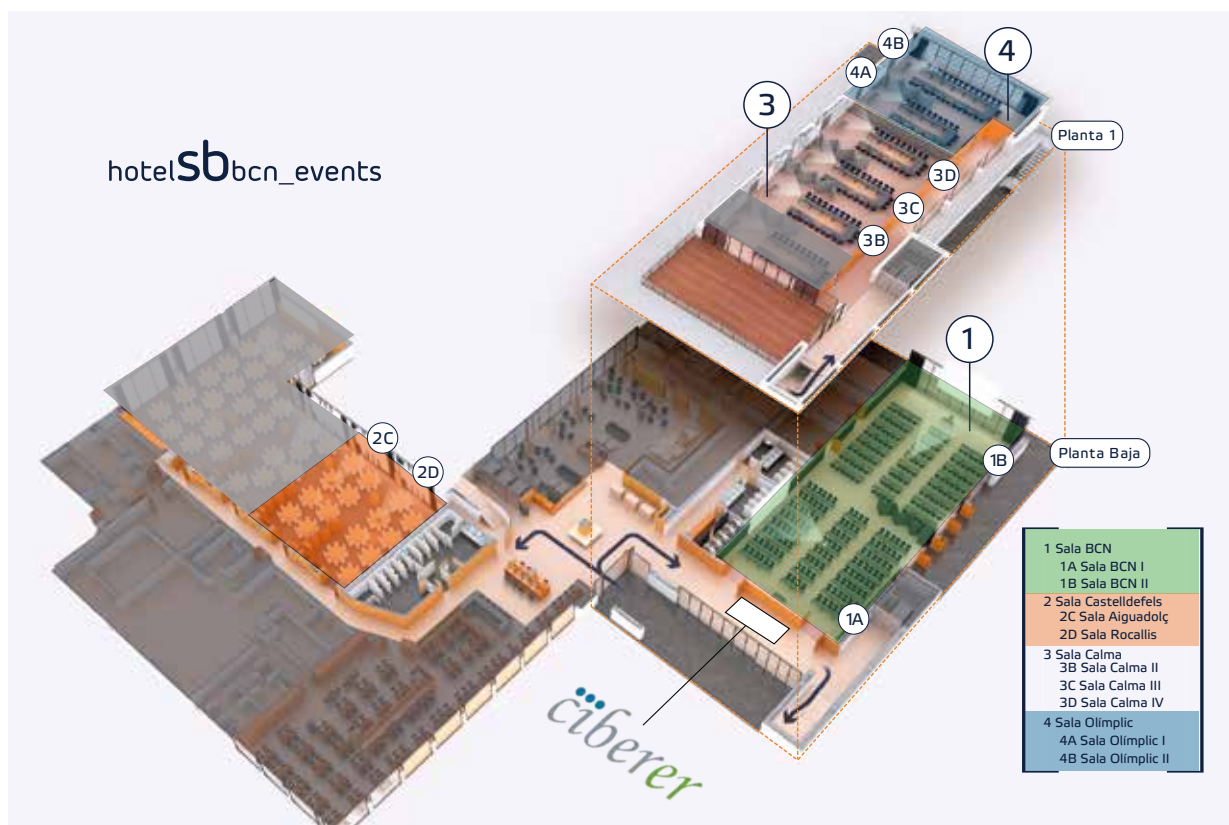 4B
4
4A
3
Planta 1
hotelsbbcn_events
3D
3C
3B
1
2C
1B
Planta Baja
2D
1A
ciberer
1 Sala BCN
1A Sala BCN I
1B Sala BCN II
2 Sala Castelldefels
2C Sala Aiguadolç
2D Sala Rocallis
3 Sala Calma
3B Sala Calma II
3C Sala Calma III
3D Sala Calma IV
4 Sala Olímplic
4A Sala Olímplic I
4B Sala Olímplic II